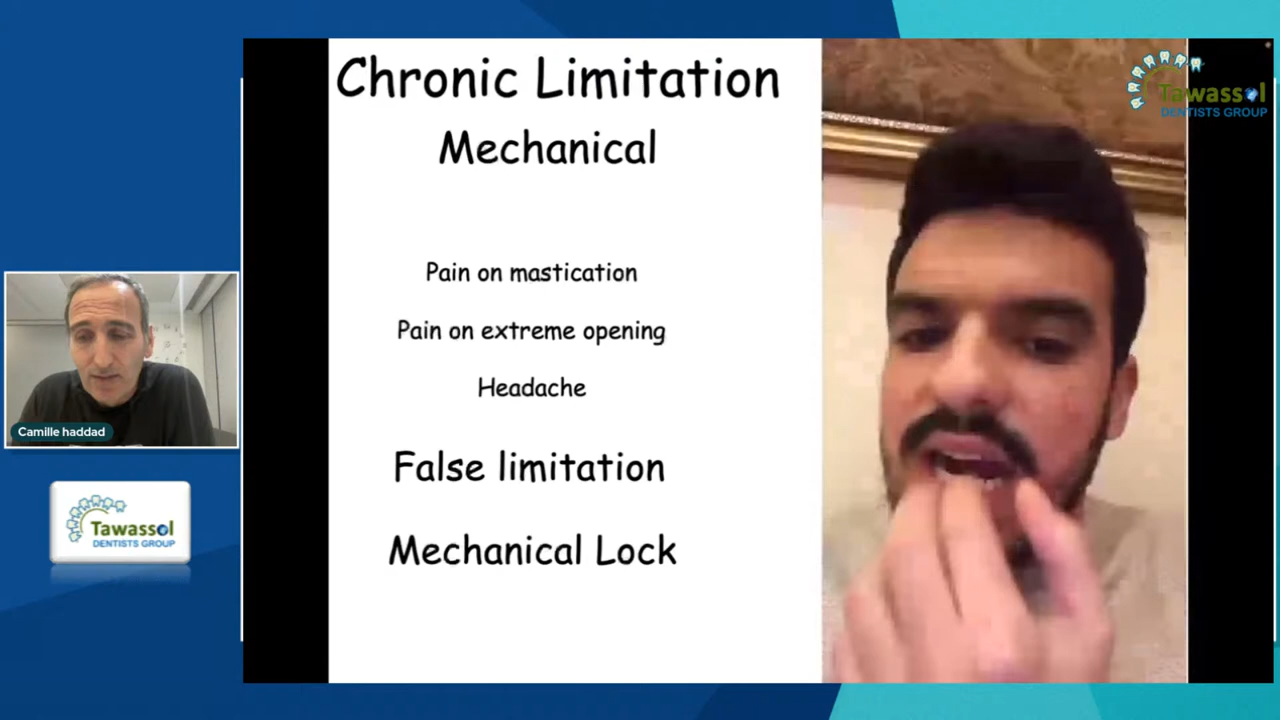 Chronic Limitation
Mechanical
Pain on mastication
Pain on extreme opening
Headache
False limitation
Mechanical Lock
Tawassol
DENTISTS GROUP
Camille haddad
Tawassol
DENTISTS GROUP